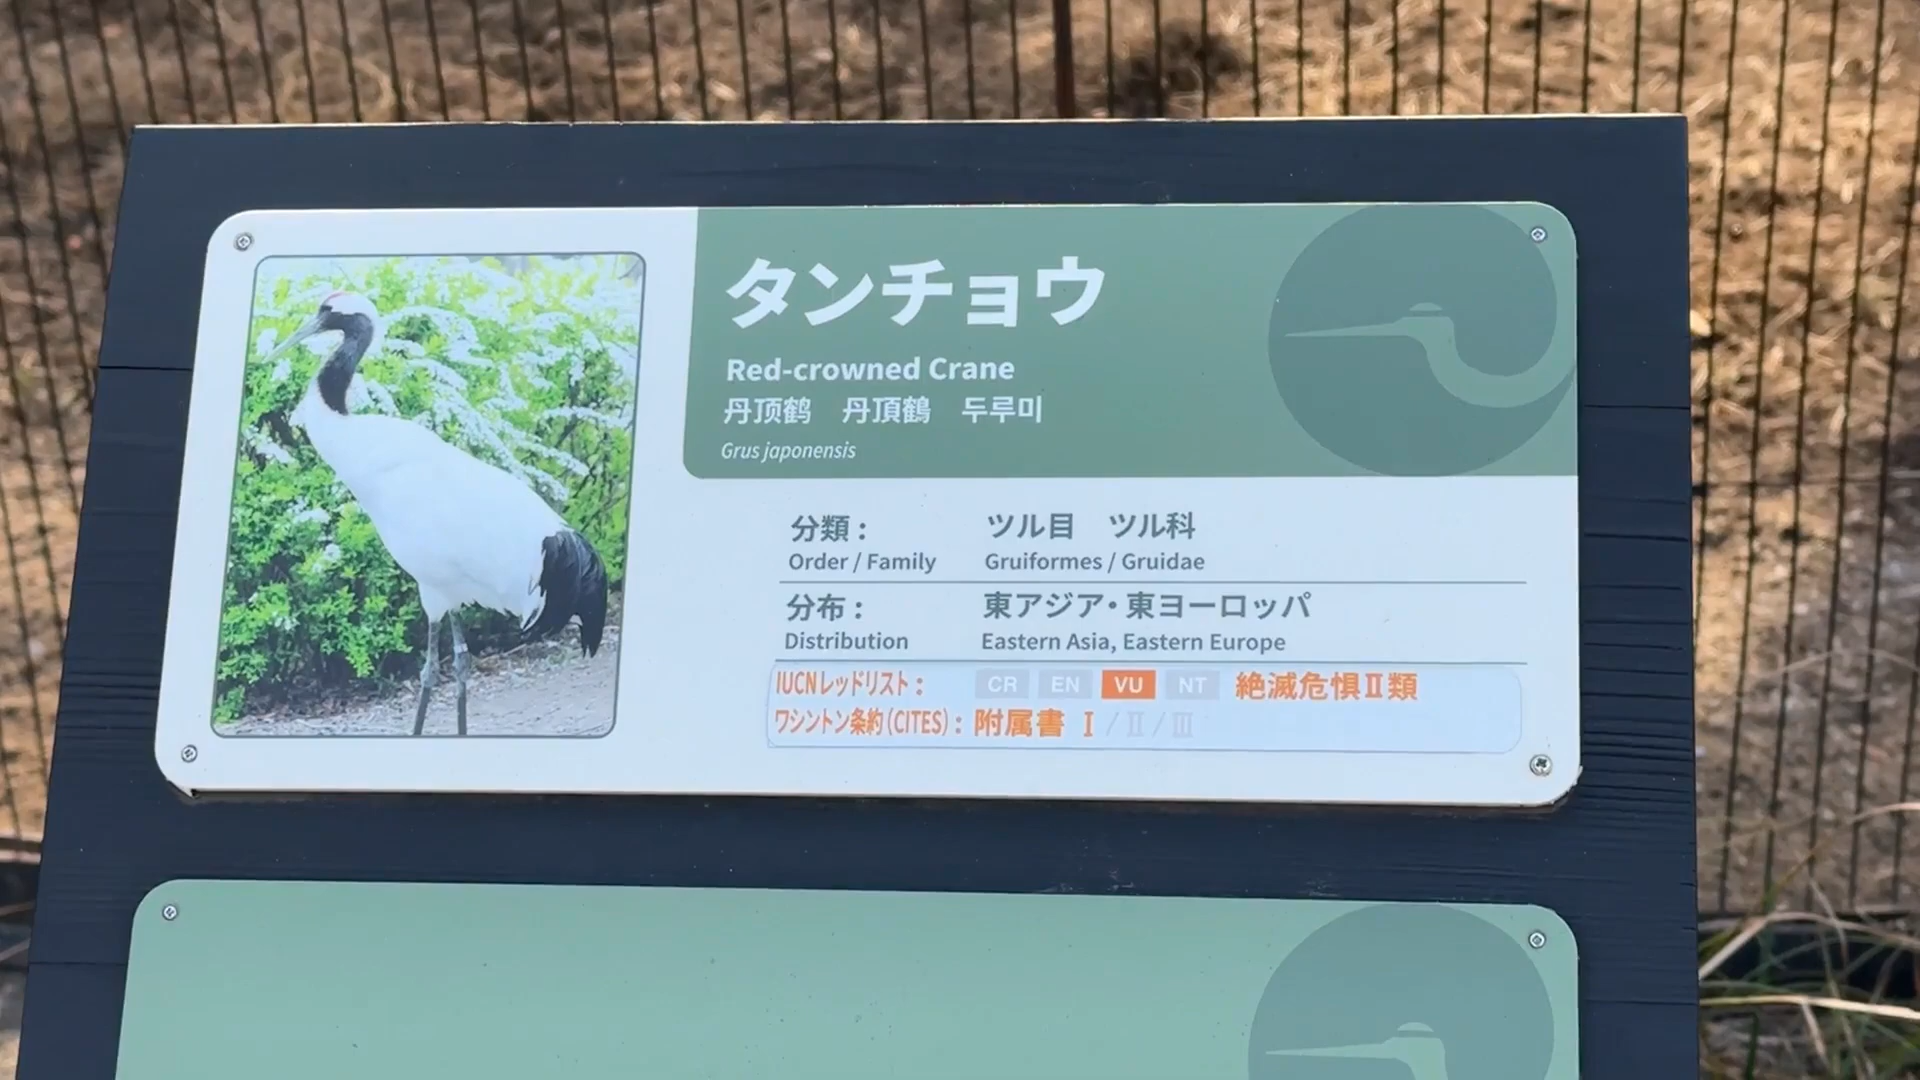 タンチョウ
Red-crowned Crane
丹顶鹤 丹頂鶴 두루미
Grus japonensis
分類： ツル目 ツル科
Order / Family Gruiformes / Gruidae
分布： 東アジア・東ヨーロッパ
Distribution Eastern Asia, Eastern Europe
IUCNレッドリスト： CR EN VU NT 絶滅危惧Ⅱ類
ワシントン条約(CITES)： 附属書 Ⅰ/Ⅱ/Ⅲ